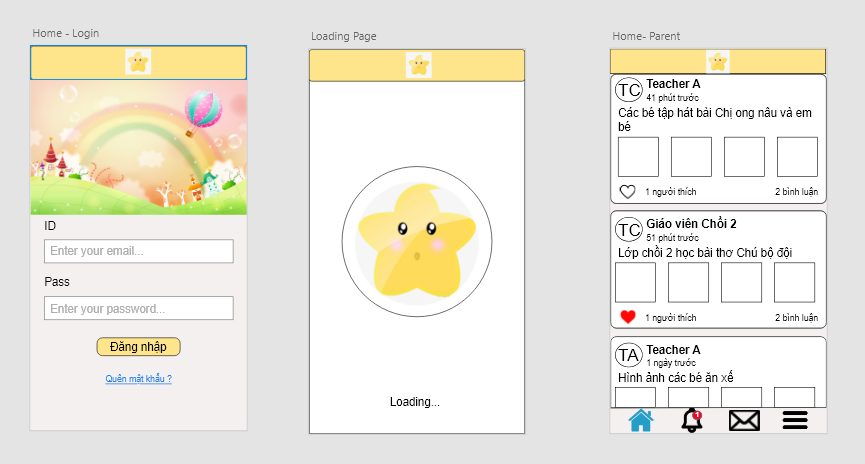 Home - Login
ID
Enter your email...
Pass
Enter your password...
Đăng nhập
Quên mât khẩu ?
Loading Page
Loading...
Home- Parent
TC
Teacher A
41 phút trước
Các bé tập hát bài Chị ong nâu và em
bé
1 người thích
2 bình luận
TC
Giáo viên Chồi 2
51 phút trước
Lớp chồi 2 học bài thơ Chú bộ đội
1 người thích
2 bình luận
TA
Teacher A
1 ngày trước
Hình ảnh các bé ăn xế
1